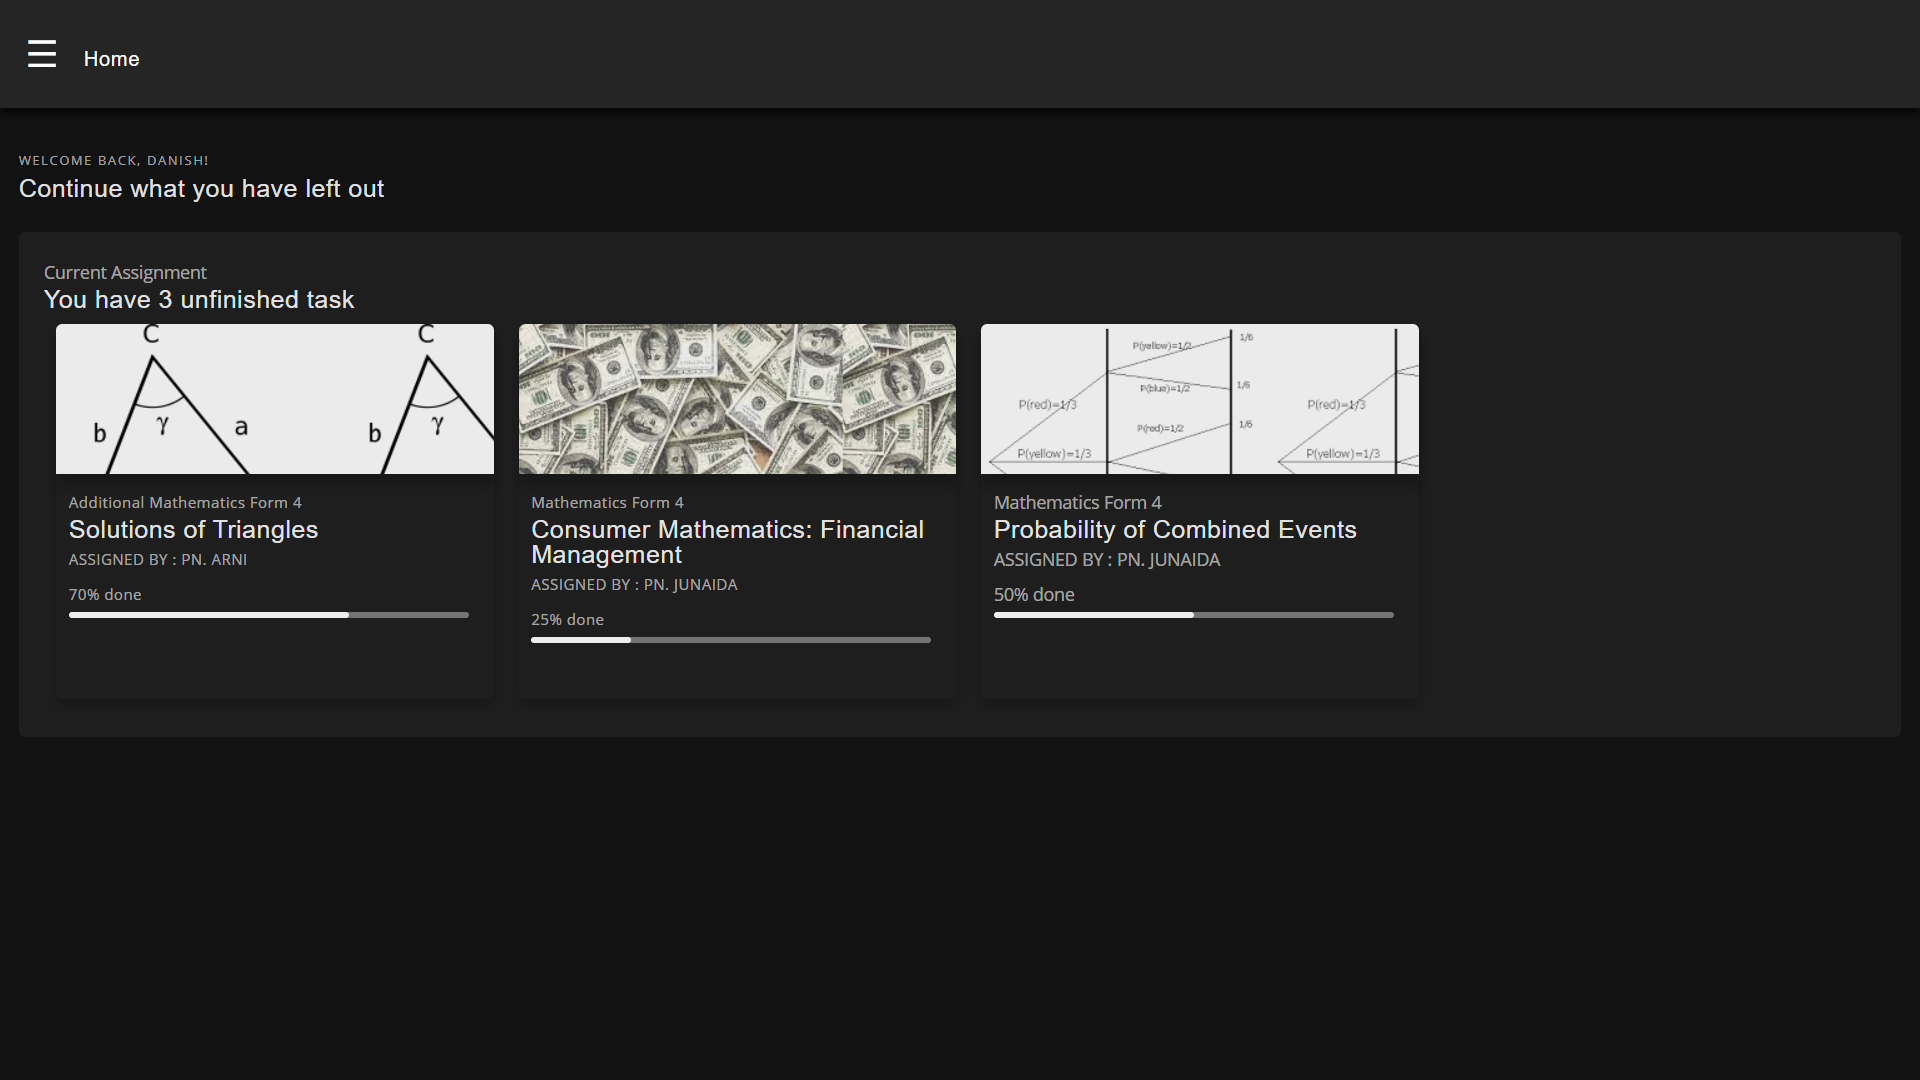 Home
WELCOME BACK, DANISH!
Continue what you have left out
Current Assignment
You have 3 unfinished task
C
C
b
γ
a
b
γ
P(yellow)=1/2
1/6
P(blue)=1/2
1/6
P(red)=1/3
P(red)=1/3
P(red)=1/2
1/6
P(yellow)=1/3
P(yellow)=1/3
Additional Mathematics Form 4
Solutions of Triangles
ASSIGNED BY : PN. ARNI
70% done
Mathematics Form 4
Consumer Mathematics: Financial
Management
ASSIGNED BY : PN. JUNAIDA
25% done
Mathematics Form 4
Probability of Combined Events
ASSIGNED BY : PN. JUNAIDA
50% done